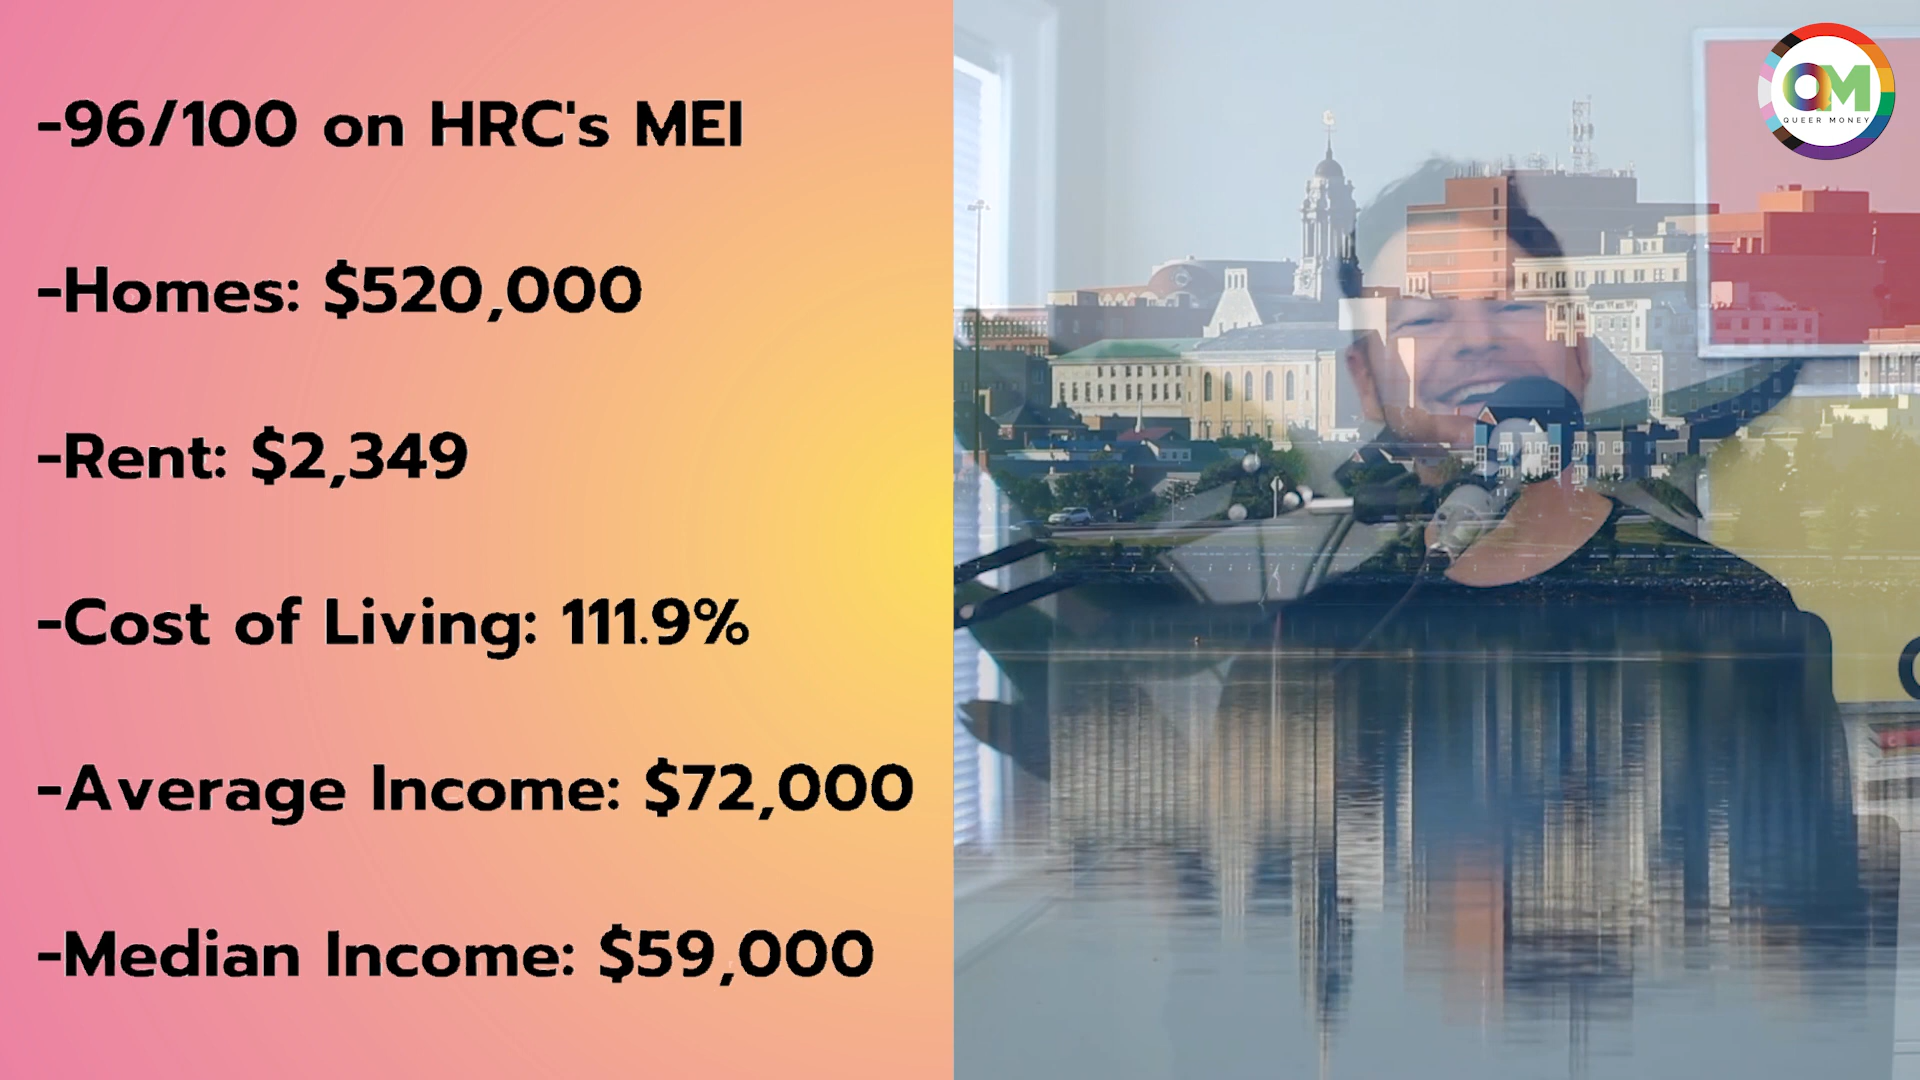 -96/100 on HRC's MEI
-Homes: $520,000
-Rent: $2,349
-Cost of Living: 111.9%
-Average Income: $72,000
-Median Income: $59,000
QM
QUEER MONEY